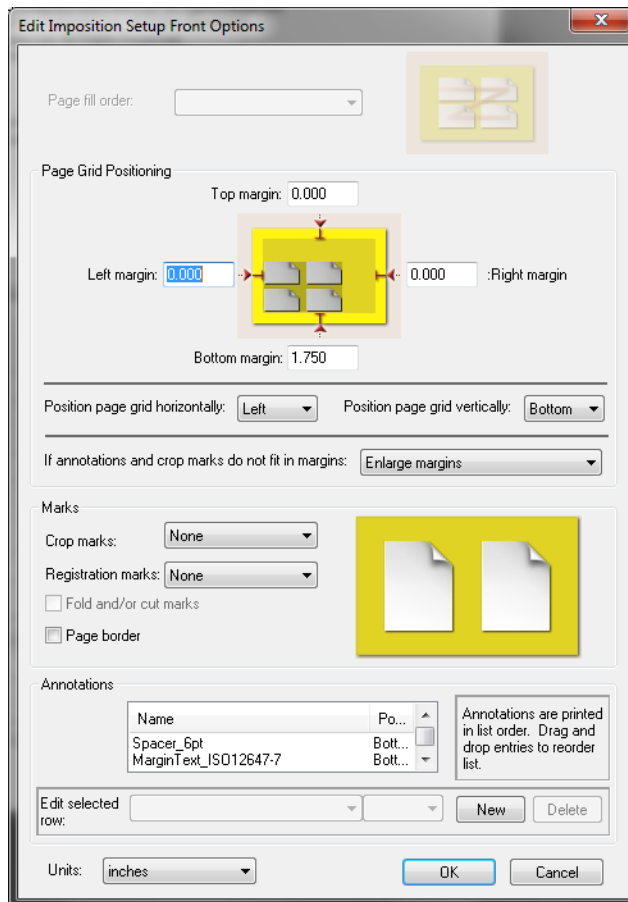 Edit Imposition Setup Front Options
Page fill order:
Page Grid Positioning
Top margin: 0.000
Left margin: 0.000 0.000 :Right margin
Bottom margin: 1.750
Position page grid horizontally: Left Position page grid vertically: Bottom
If annotations and crop marks do not fit in margins: Enlarge margins
Marks
Crop marks: None
Registration marks: None
Fold and/or cut marks
Page border
Annotations
Name Po...
Spacer_6pt Bott...
MarginText_ISO12647-7 Bott...
Annotations are printed
in list order. Drag and
drop entries to reorder
list.
Edit selected
row:
New Delete
Units: inches OK Cancel